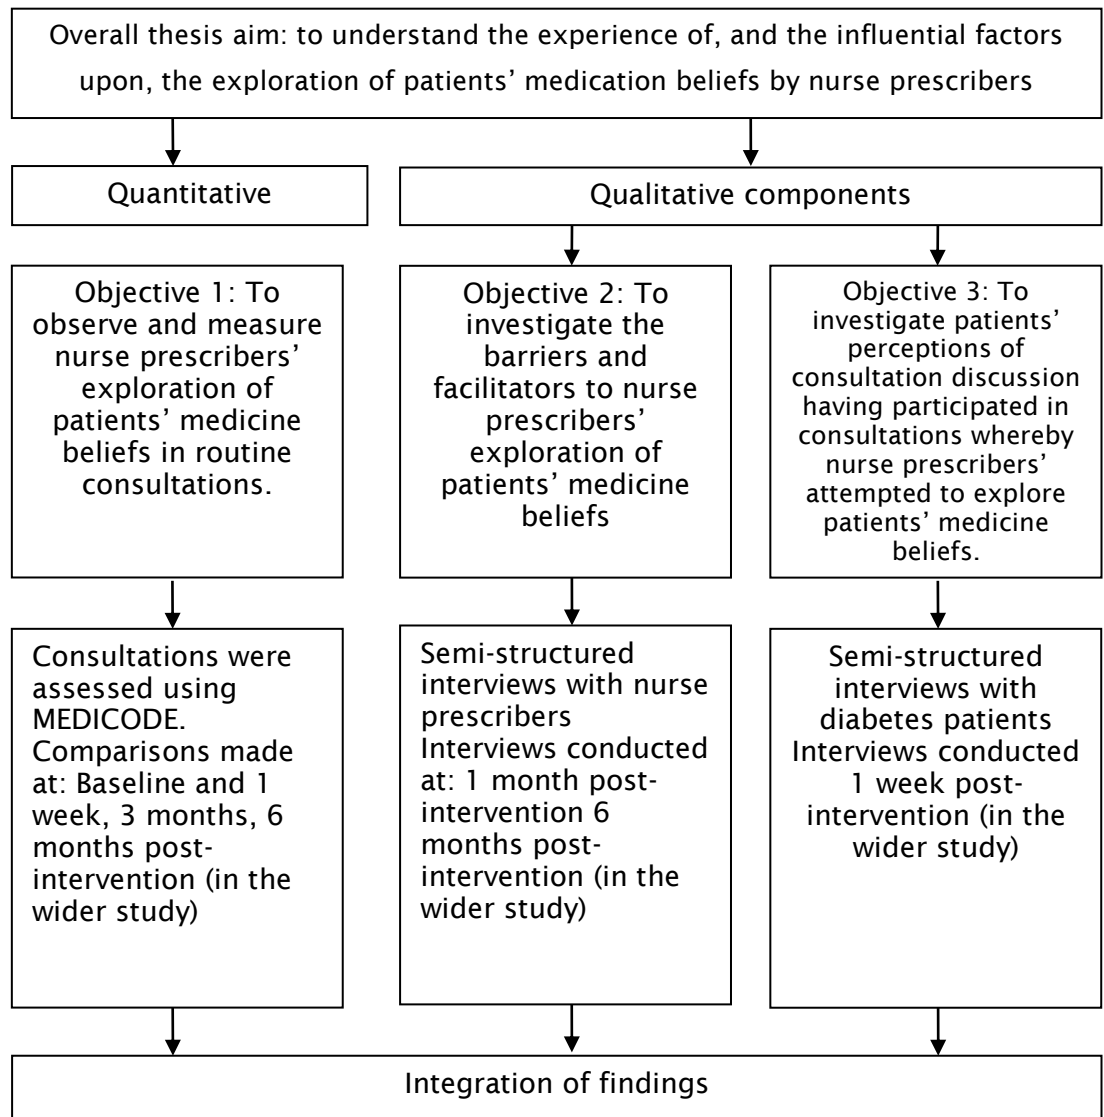 Overall thesis aim: to understand the experience of, and the influential factors
upon, the exploration of patients’ medication beliefs by nurse prescribers
Quantitative
Qualitative components
Objective 1: To
observe and measure
nurse prescribers’
exploration of
patients’ medicine
beliefs in routine
consultations.
Objective 2: To
investigate the
barriers and
facilitators to nurse
prescribers’
exploration of
patients’ medicine
beliefs
Objective 3: To
investigate patients’
perceptions of
consultation discussion
having participated in
consultations whereby
nurse prescribers’
attempted to explore
patients’ medicine
beliefs.
Consultations were
assessed using
MEDICODE.
Comparisons made
at: Baseline and 1
week, 3 months, 6
months post-
intervention (in the
wider study)
Semi-structured
interviews with nurse
prescribers
Interviews conducted
at: 1 month post-
intervention 6
months post-
intervention (in the
wider study)
Semi-structured
interviews with
diabetes patients
Interviews conducted
1 week post-
intervention (in the
wider study)
Integration of findings